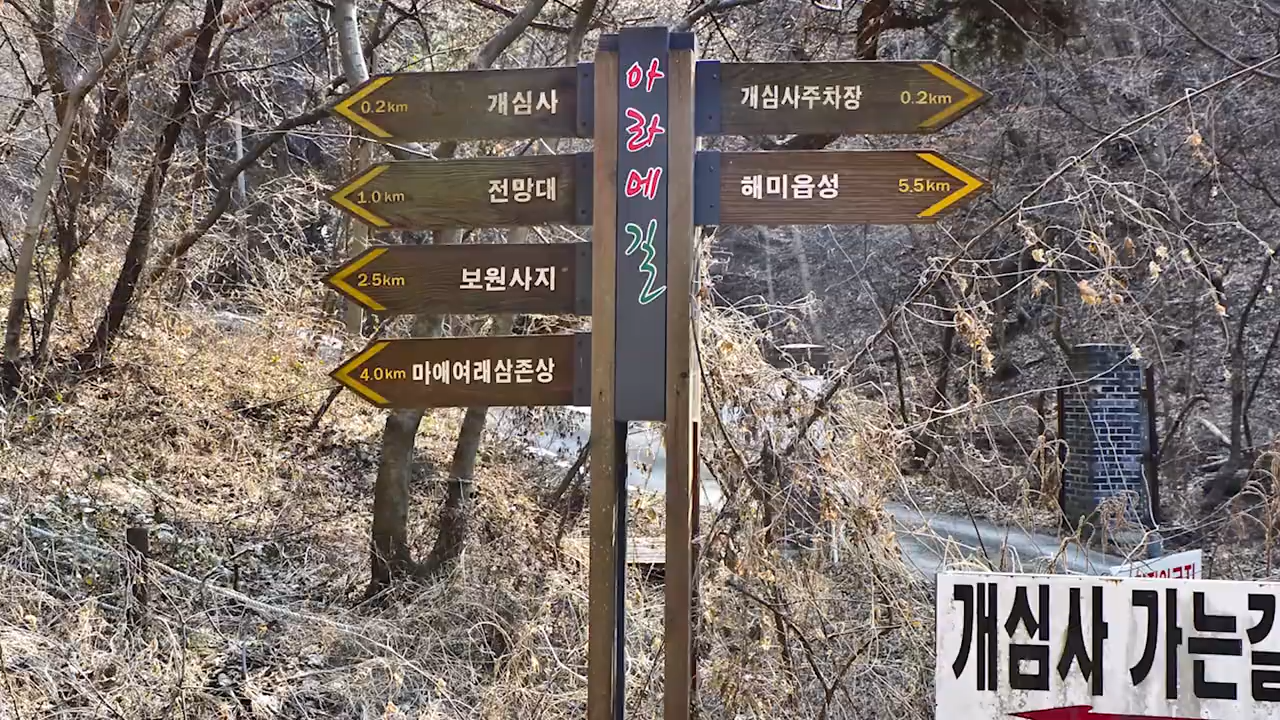 아라메길
0.2km 개심사
1.0km 전망대
2.5km 보원사지
4.0km 마애여래삼존상
개심사주차장 0.2km
해미읍성 5.5km
개심사 가는길